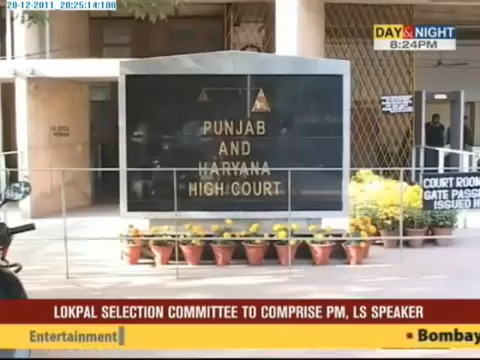 20-12-2011 20:25:14:100
DAY & NIGHT
8:24PM
PUNJAB
AND
HARYANA
HIGH COURT
COURT ROOM
GATE PASS
ISSUED H
LOKPAL SELECTION COMMITTEE TO COMPRISE PM, LS SPEAKER
Entertainment
Bombay